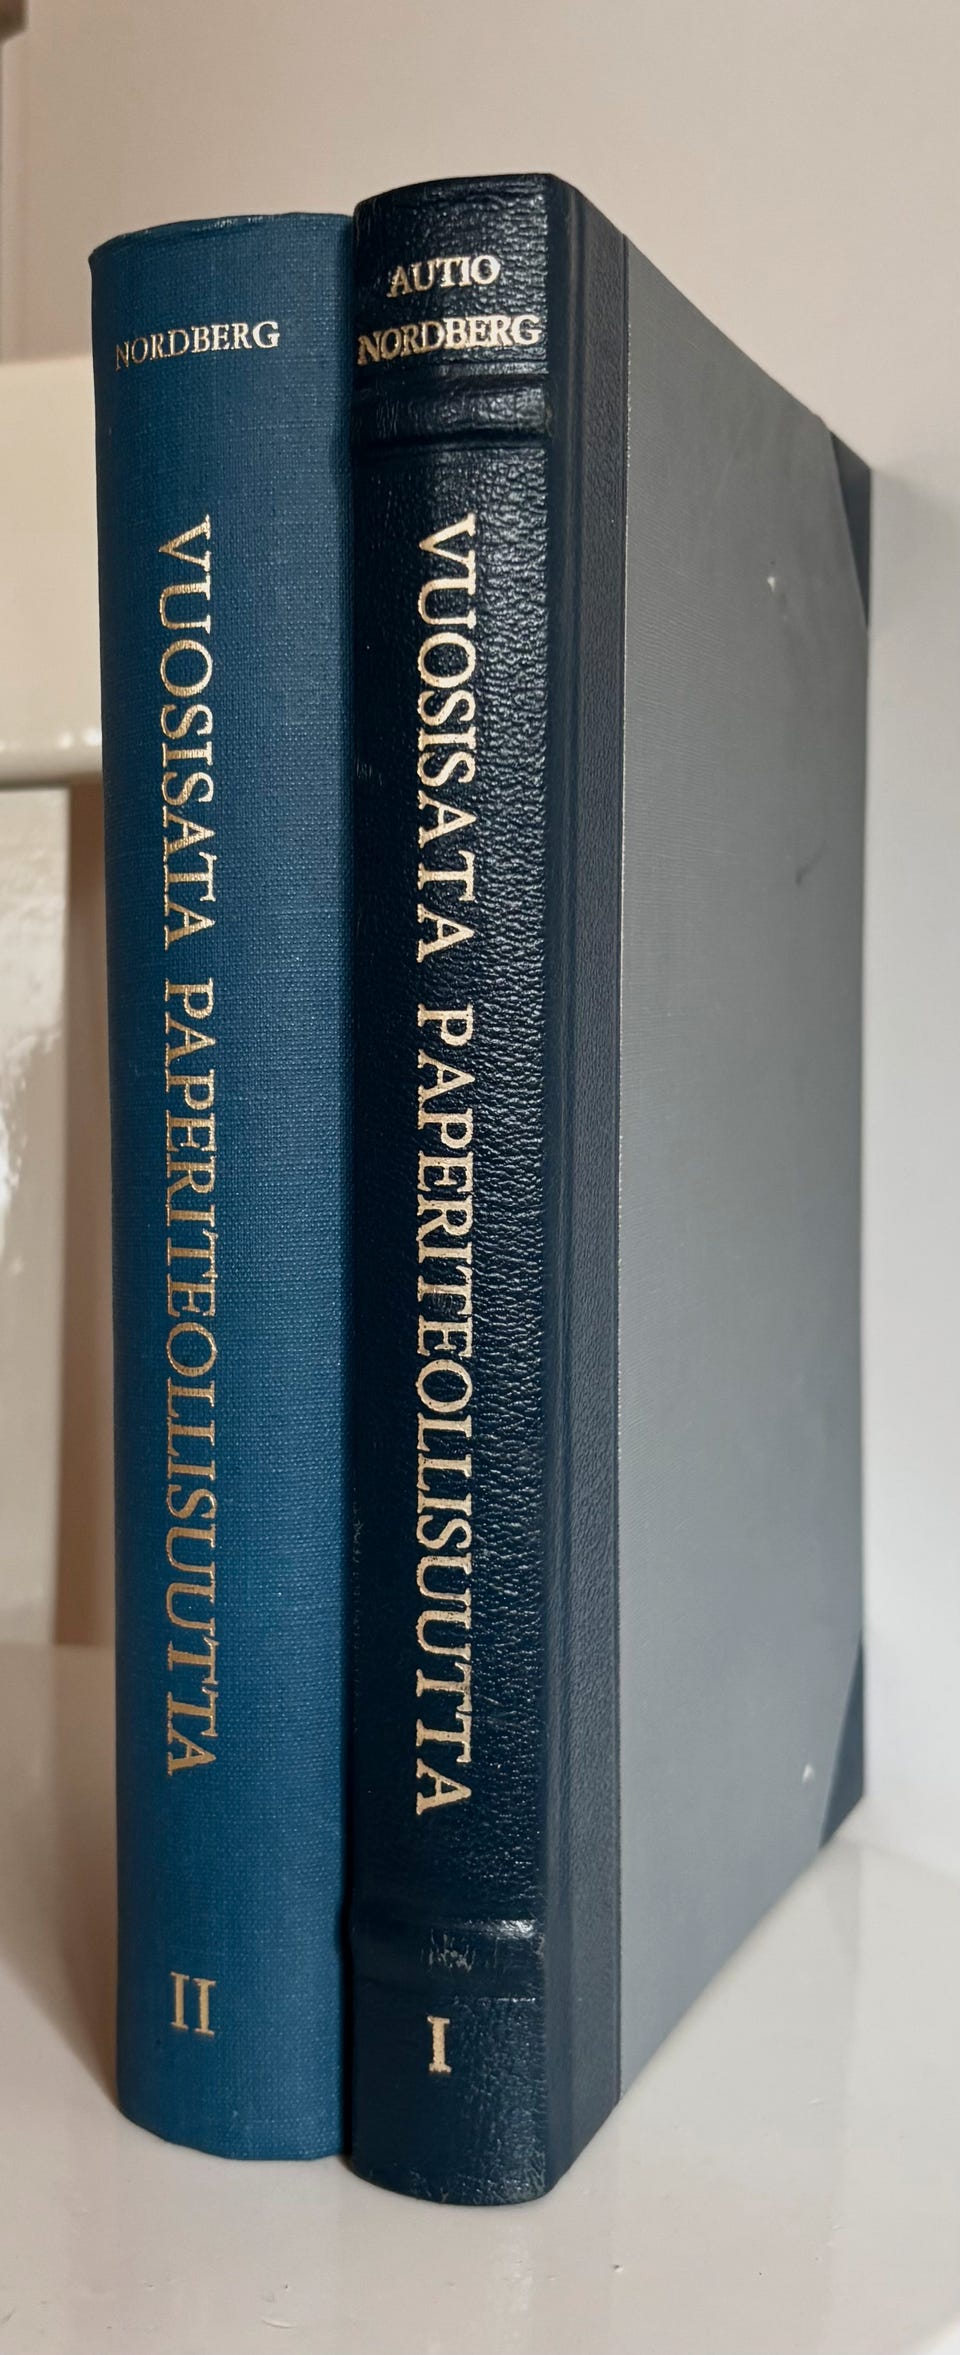 NORDBERG
VUOSISATA PAPERITEOLLISUUTTA
II
AUTIO
NORDBERG
VUOSISATA PAPERITEOLLISUUTTA
I